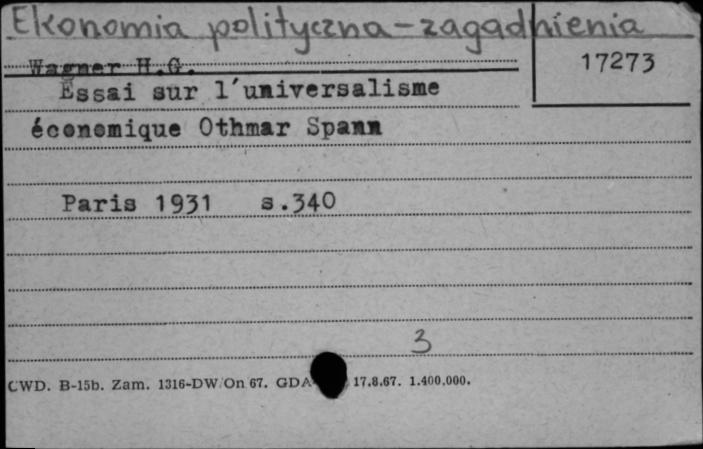 Ekonomia polityczna - zagadnienia
Wagner H.G.
17273
Essai sur l'universalisme
économique Othmar Spann
Paris 1931 s.340
3
CWD. B-15b. Zam. 1316-DW/On 67. GDA 17.8.67. 1.400.000.